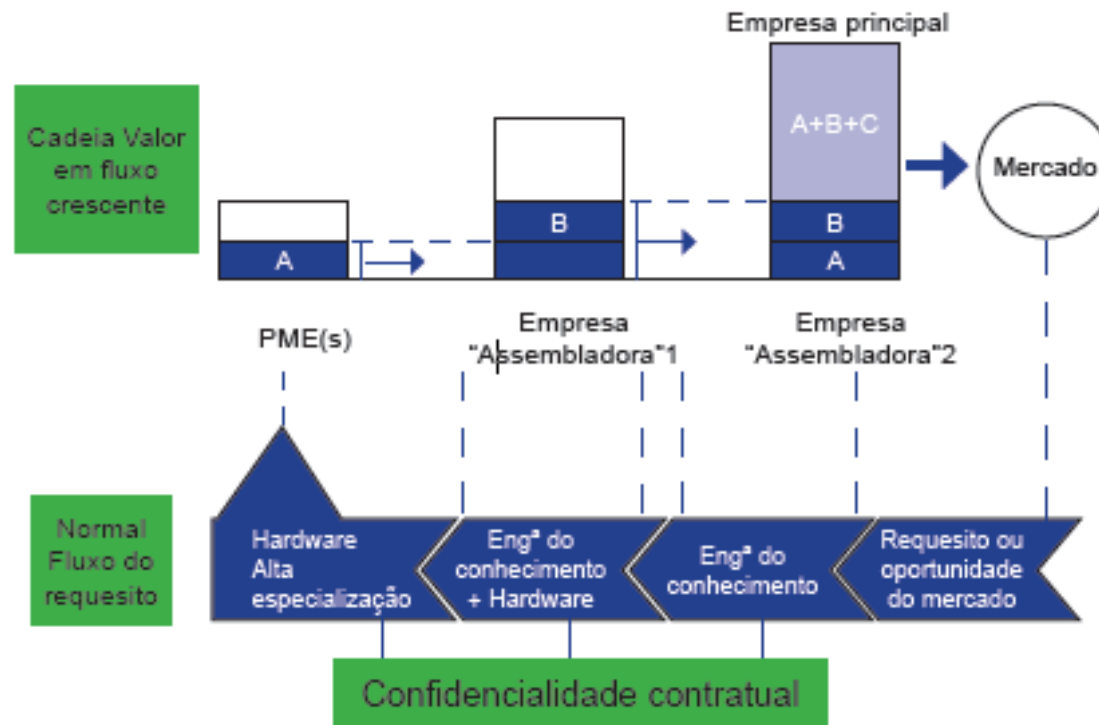 Empresa principal
Cadeia Valor
em fluxo
crescente
A
B
A+B+C
B
A
Mercado
PME(s)
Empresa
"Assembladora"1
Empresa
"Assembladora"2
Normal
Fluxo do
requesito
Hardware
Alta
especialização
Engª do
conhecimento
+ Hardware
Engª do
conhecimento
Requesito ou
oportunidade
do mercado
Confidencialidade contratual